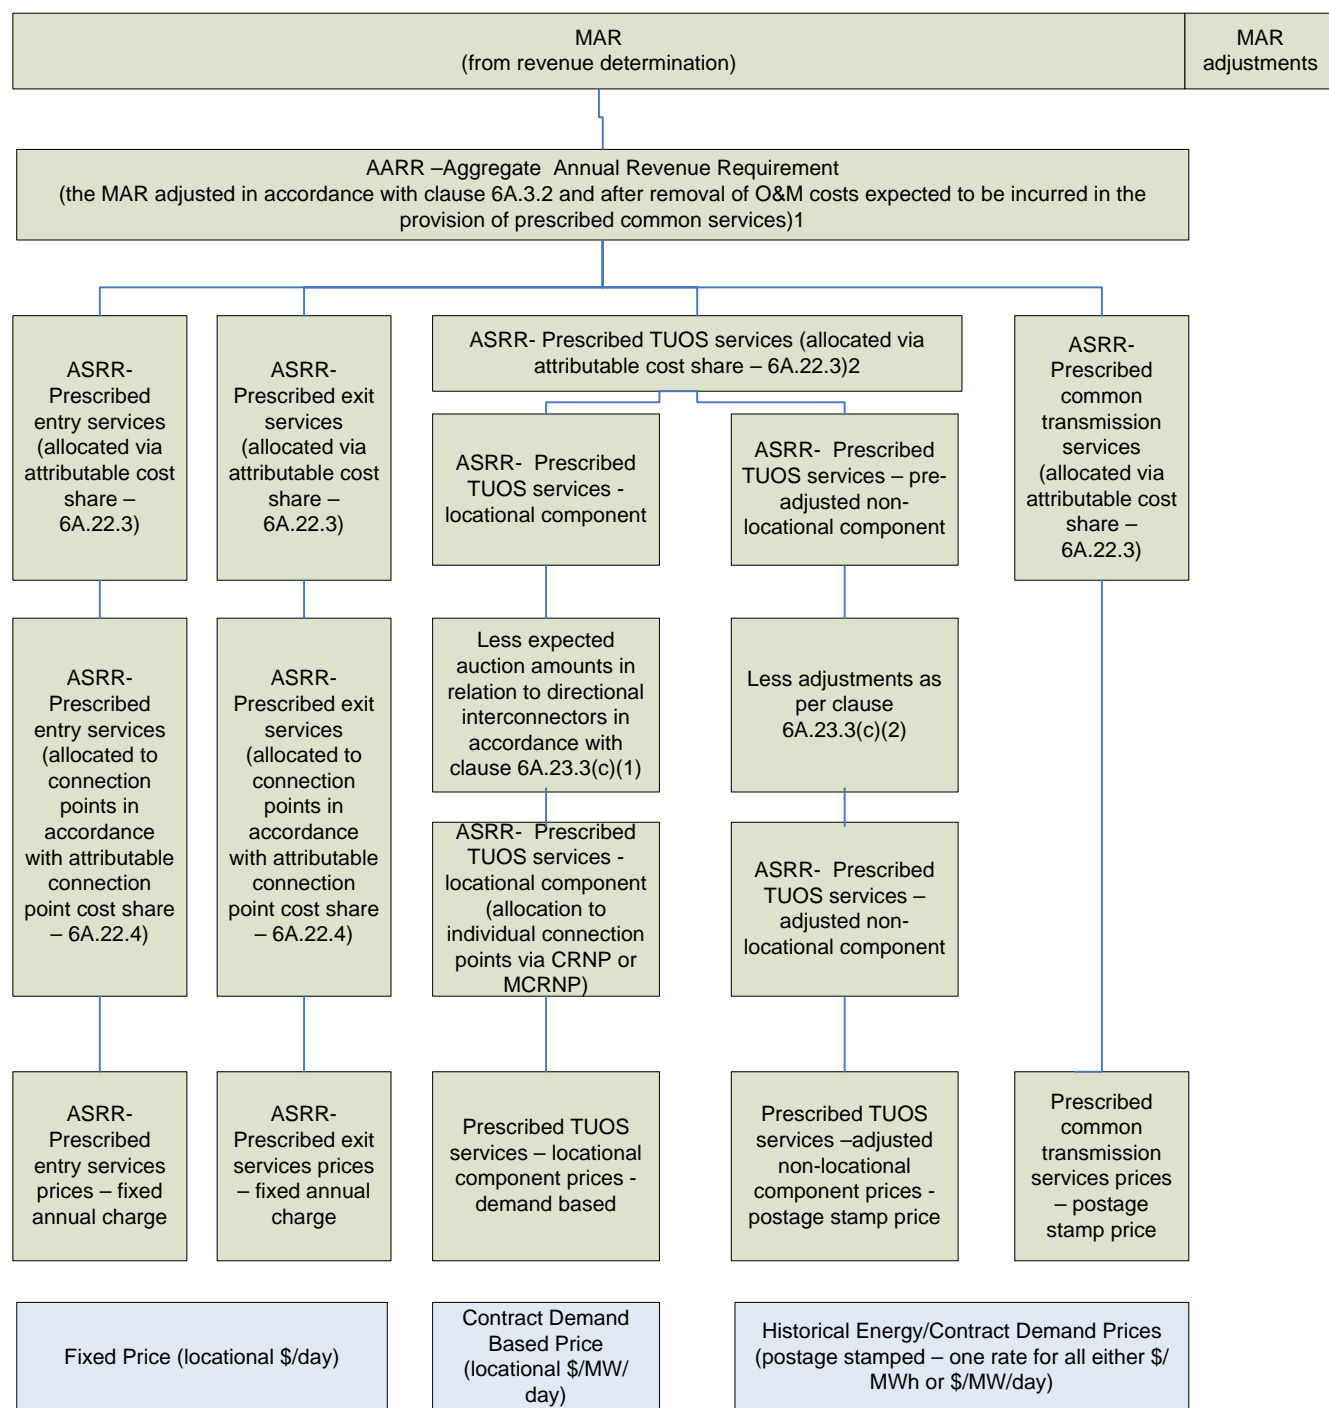 MAR
(from revenue determination)
MAR
adjustments
AARR –Aggregate  Annual Revenue Requirement
(the MAR adjusted in accordance with clause 6A.3.2 and after removal of O&M costs expected to be incurred in the
provision of prescribed common services)1
ASRR-
Prescribed
entry services
(allocated via
attributable cost
share –
6A.22.3)
ASRR-
Prescribed exit
services
(allocated via
attributable cost
share –
6A.22.3)
ASRR- Prescribed TUOS services (allocated via
attributable cost share – 6A.22.3)2
ASRR-  Prescribed
TUOS services -
locational component
ASRR-  Prescribed
TUOS services – pre-
adjusted non-
locational component
ASRR-
Prescribed
common
transmission
services
(allocated via
attributable cost
share –
6A.22.3)
ASRR-
Prescribed
entry services
(allocated to
connection
points in
accordance
with attributable
connection
point cost share
– 6A.22.4)
ASRR-
Prescribed exit
services
(allocated to
connection
points in
accordance
with attributable
connection
point cost share
– 6A.22.4)
Less expected
auction amounts in
relation to directional
interconnectors in
accordance with
clause 6A.23.3(c)(1)
Less adjustments as
per clause
6A.23.3(c)(2)
ASRR-  Prescribed
TUOS services -
locational component
(allocation to
individual connection
points via CRNP or
MCRNP)
ASRR-  Prescribed
TUOS services –
adjusted non-
locational component
ASRR-
Prescribed
entry services
prices – fixed
annual charge
ASRR-
Prescribed exit
services prices
– fixed annual
charge
Prescribed TUOS
services – locational
component prices -
demand based
Prescribed TUOS
services –adjusted
non-locational
component prices -
postage stamp price
Prescribed
common
transmission
services prices
– postage
stamp price
Fixed Price (locational $/day)
Contract Demand
Based Price
(locational $/MW/
day)
Historical Energy/Contract Demand Prices
(postage stamped – one rate for all either $/
MWh or $/MW/day)